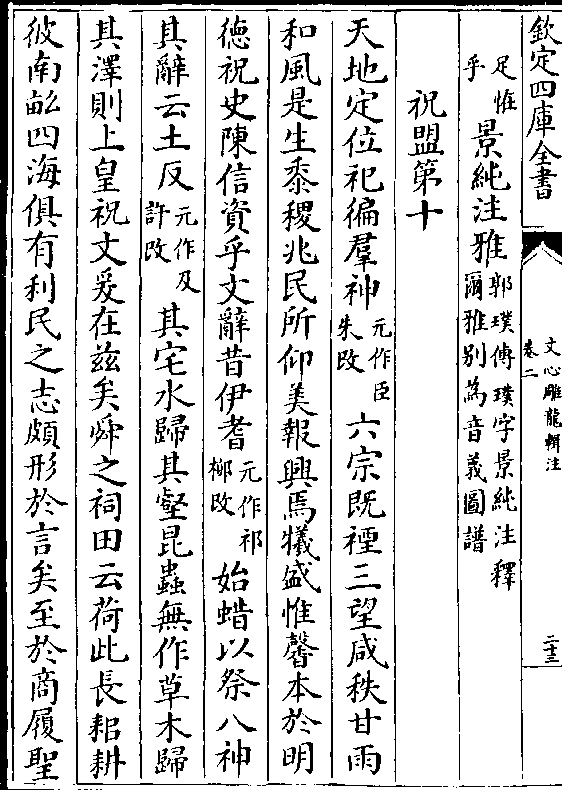 欽定四庫全書
文心雕龍輯注
卷二
二十三
足惟
乎
景純注雅
郭璞傳璞字景純注釋
爾雅别為音義圖譜
祝盟第十
天地定位祀徧羣神元作臣朱改六宗既禋三望咸秩甘雨
和風是生黍稷兆民所仰美報興焉犧盛惟馨本於明
德祝史陳信資乎文辭昔伊耆元作祁柳改始蜡以祭八神
其辭云土反元作及許改其宅水歸其壑昆蟲無作草木歸
其澤則上皇祝文爰在兹矣舜之祠田云荷此長耜耕
彼南畝四海俱有利民之志頗形於言矣至於商履聖